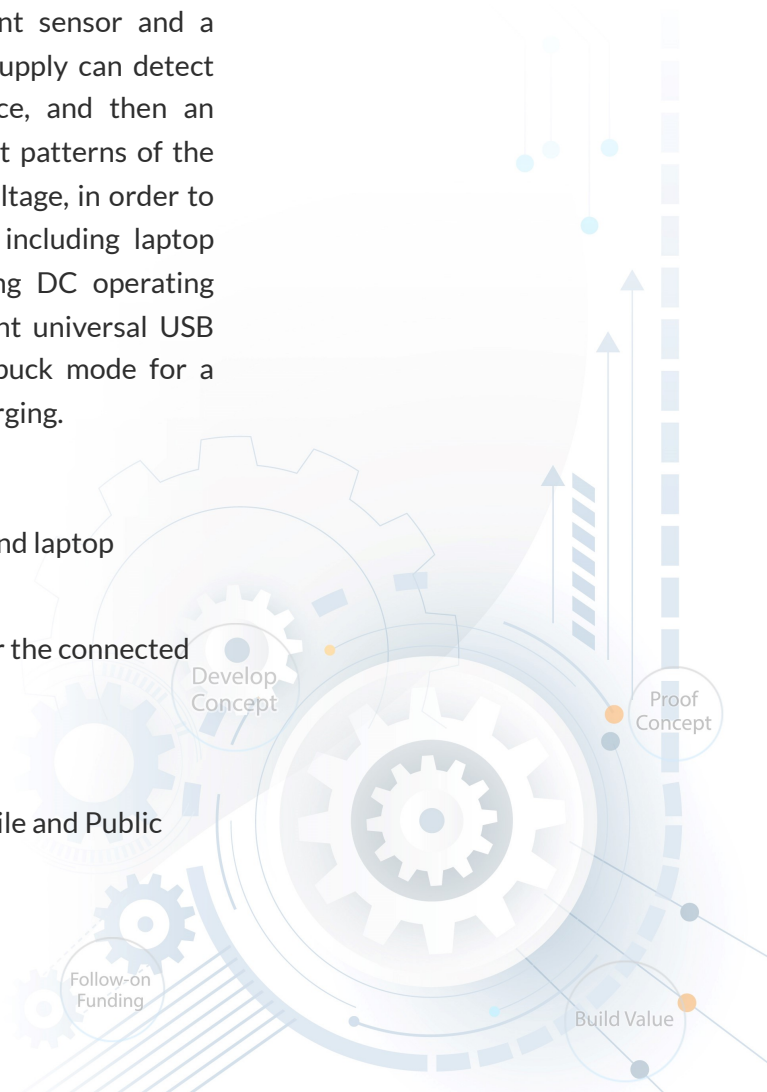 nt sensor and a
upply can detect
ce, and then an
t patterns of the
ltage, in order to
including laptop
ng DC operating
nt universal USB
buck mode for a
rging.
nd laptop
r the connected
Develop
Concept
Proof
Concept
ile and Public
Follow-on
Funding
Build Value